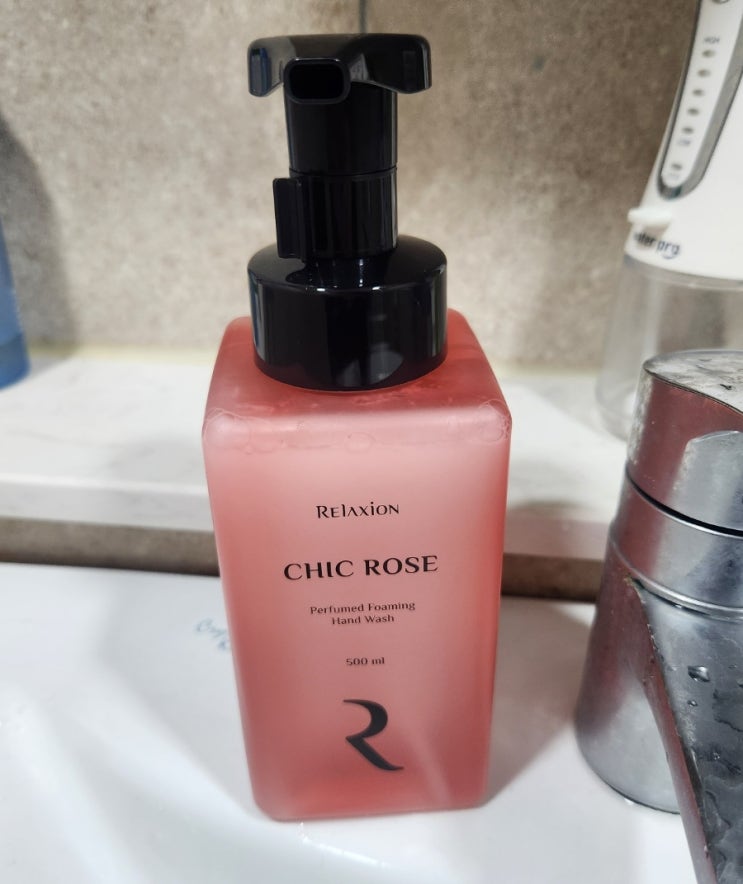 Relaxion
CHIC ROSE
Perfumed Foaming
Hand Wash
500 ml
R